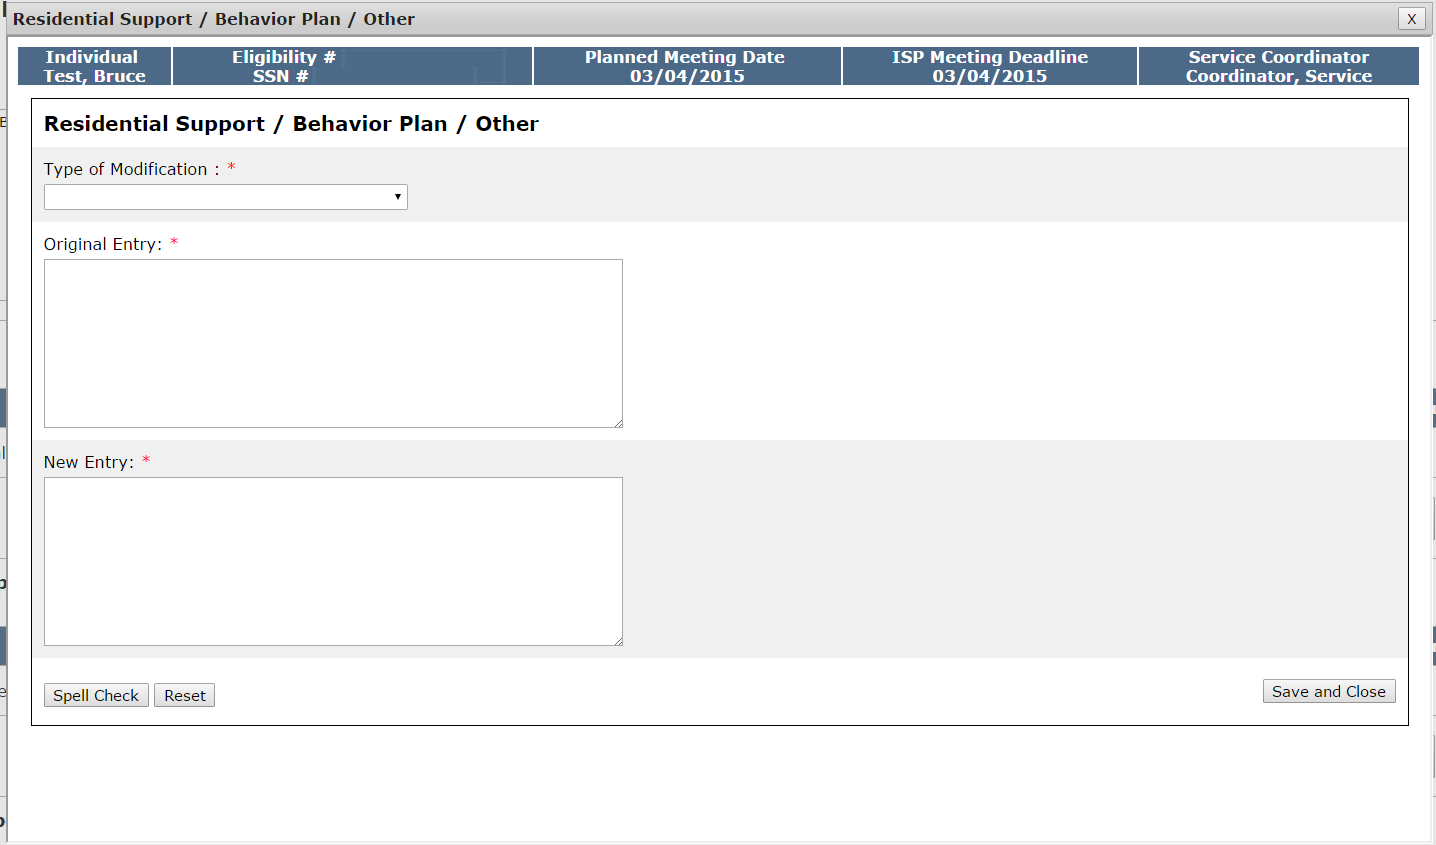 Residential Support / Behavior Plan / Other
X
Individual
Test, Bruce
Eligibility #
SSN #
Planned Meeting Date
03/04/2015
ISP Meeting Deadline
03/04/2015
Service Coordinator
Coordinator, Service
Residential Support / Behavior Plan / Other
Type of Modification : *
Original Entry: *
New Entry: *
Spell Check
Reset
Save and Close